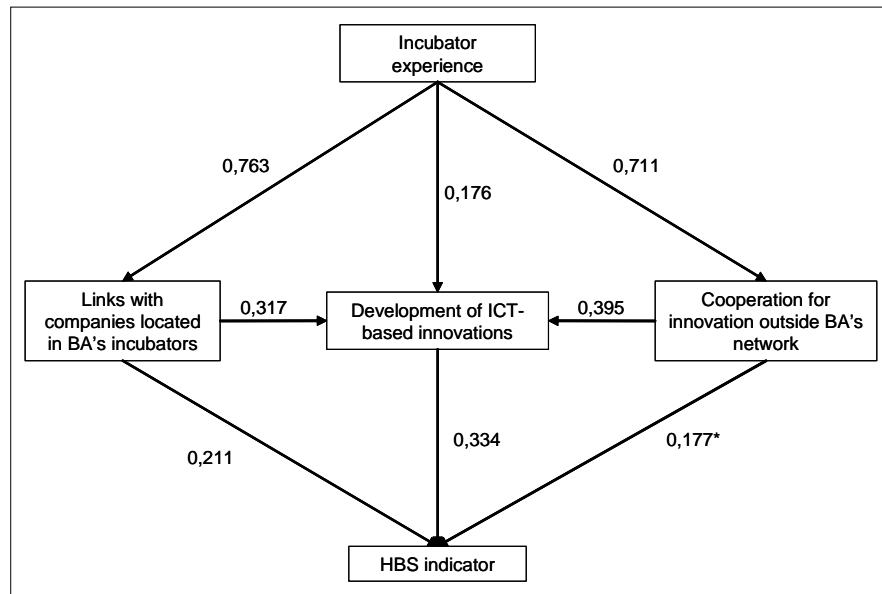 Incubator
experience
0,763
0,176
0,711
Links with
companies located
in BA's incubators
0,317
Development of ICT-
based innovations
0,395
Cooperation for
innovation outside BA's
network
0,211
0,334
0,177*
HBS indicator